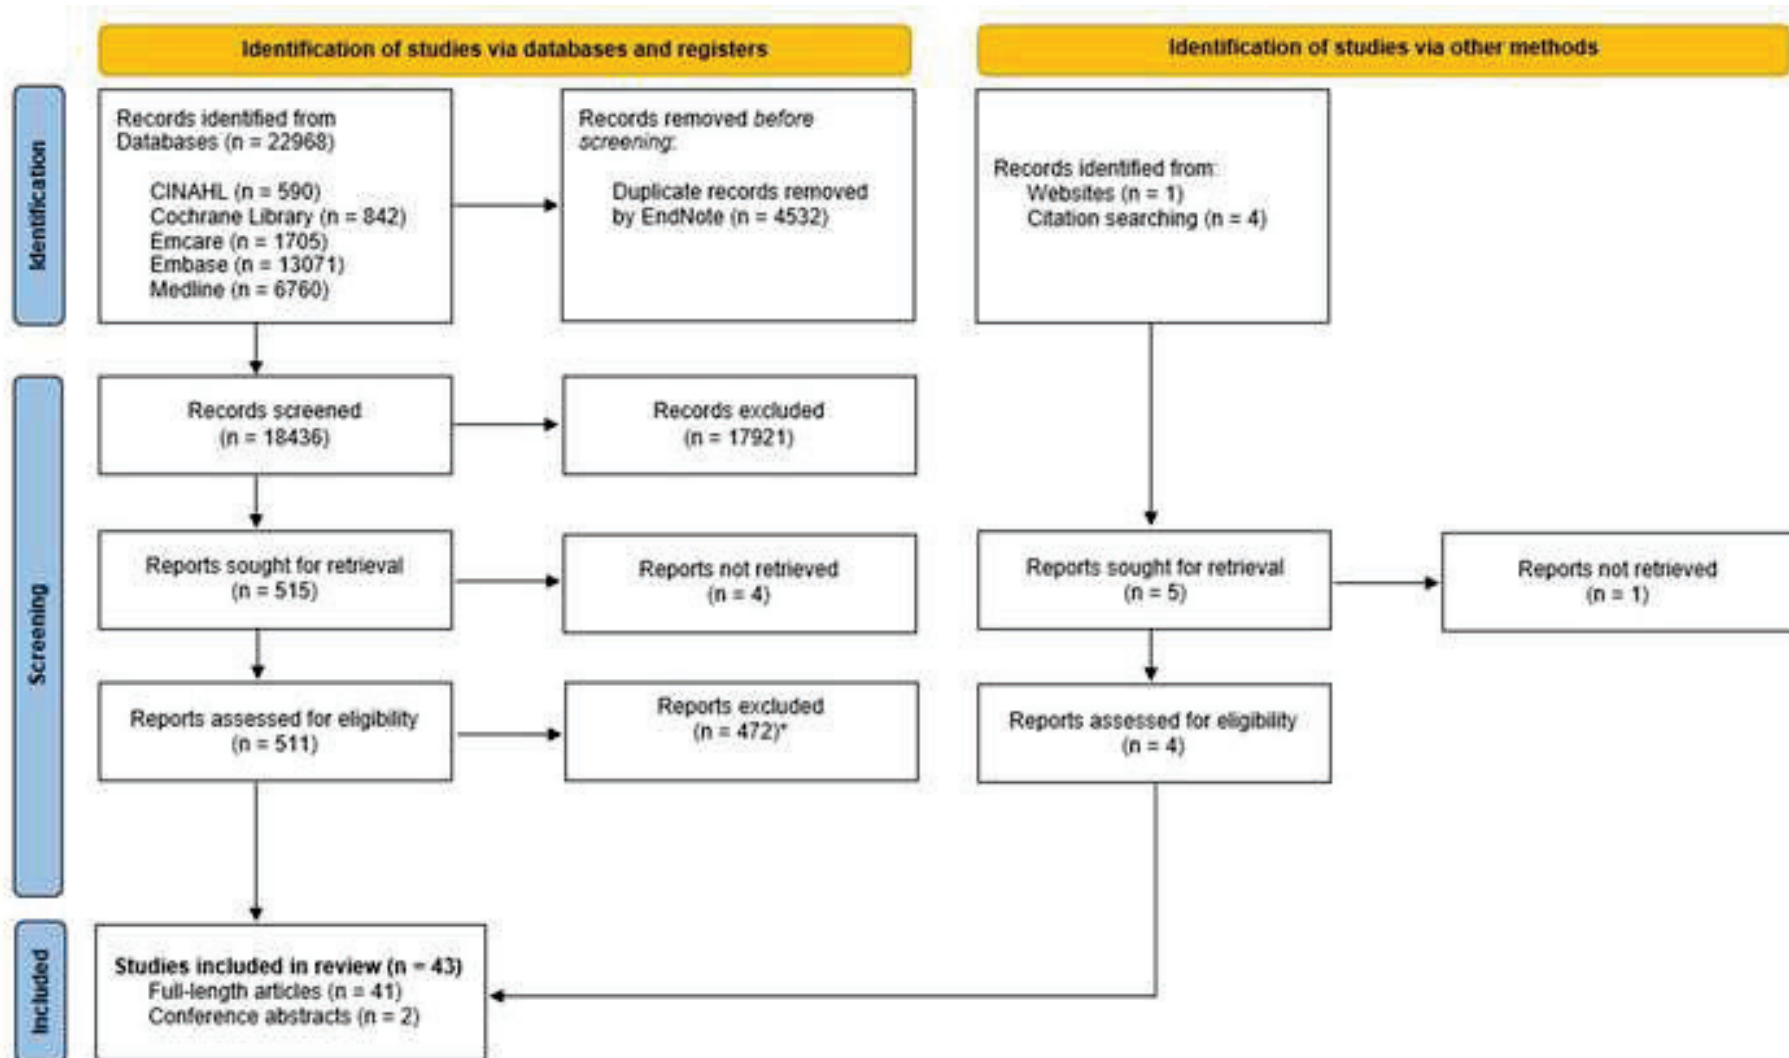 Identification of studies via databases and registers
Identification of studies via other methods
Identification
Records identified from
Databases (n = 22968)
CINAHL (n = 590)
Cochrane Library (n = 842)
Emcare (n = 1705)
Embase (n = 13071)
Medline (n = 6760)
Records removed before
screening:
Duplicate records removed
by EndNote (n = 4532)
Records identified from:
Websites (n = 1)
Citation searching (n = 4)
Screening
Records screened
(n = 18436)
Records excluded
(n = 17921)
Reports sought for retrieval
(n = 515)
Reports not retrieved
(n = 4)
Reports sought for retrieval
(n = 5)
Reports not retrieved
(n = 1)
Reports assessed for eligibility
(n = 511)
Reports excluded
(n = 472)*
Reports assessed for eligibility
(n = 4)
Included
Studies included in review (n = 43)
Full-length articles (n = 41)
Conference abstracts (n = 2)